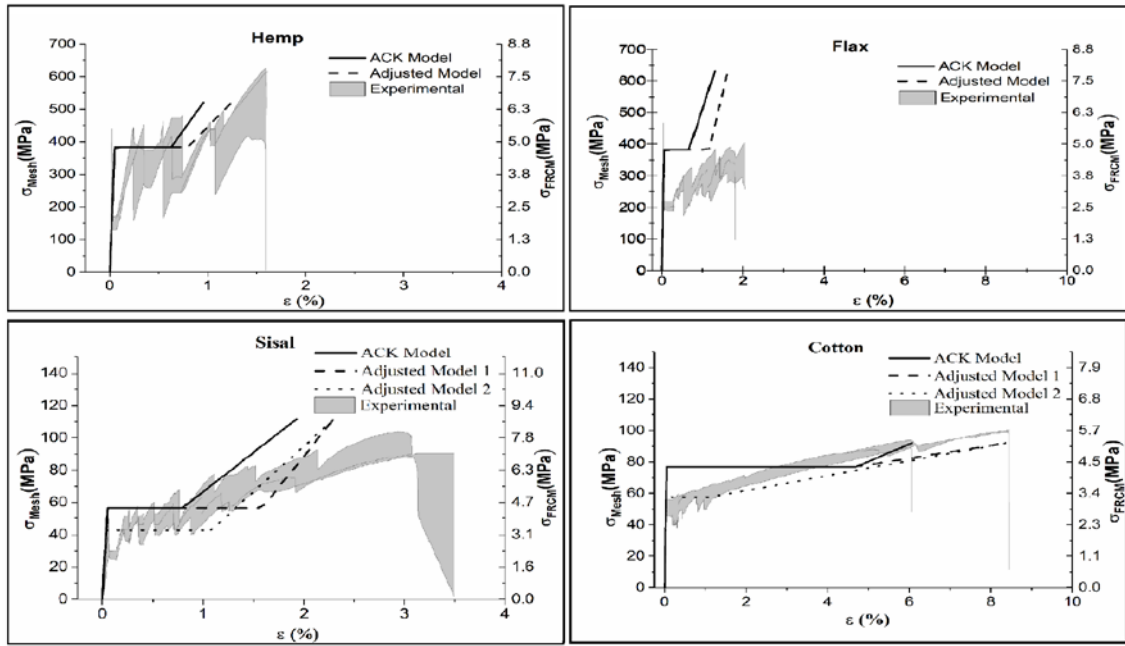 Hemp
ACK Model
Adjusted Model
Experimental
σMesh(MPa)
700
600
500
400
300
200
100
0
0 1 2 3 4
ε (%)
8.8
7.5
6.3
5.0
3.8
2.5
1.3
0.0
σFRCM(MPa)
Flax
ACK Model
Adjusted Model
Experimental
σMesh(MPa)
700
600
500
400
300
200
100
0
0 2 4 6 8 10
ε (%)
8.8
7.5
6.3
5.0
3.8
2.5
1.3
0.0
σFRCM(MPa)
Sisal
ACK Model
Adjusted Model 1
Adjusted Model 2
Experimental
σMesh(MPa)
140
120
100
80
60
40
20
0
0 1 2 3 4
ε (%)
11.0
9.4
7.8
6.3
4.7
3.1
1.6
0.0
σFRCM(MPa)
Cotton
ACK Model
Adjusted Model 1
Adjusted Model 2
Experimental
σMesh(MPa)
140
120
100
80
60
40
20
0
0 2 4 6 8 10
ε (%)
7.9
6.8
5.7
4.5
3.4
2.3
1.1
0.0
σFRCM(MPa)